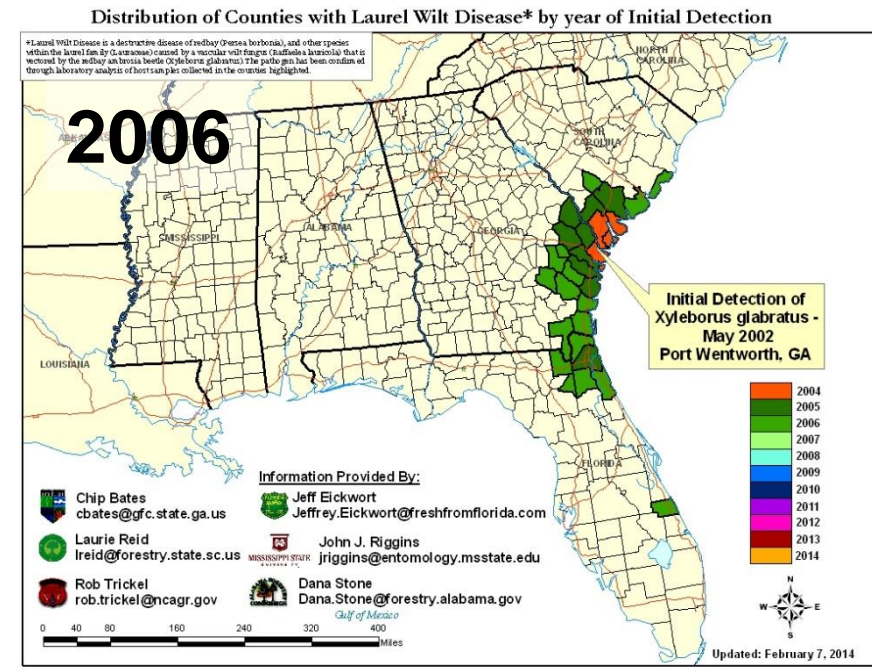 Distribution of Counties with Laurel Wilt Disease* by year of Initial Detection
*Laurel Wilt Disease is a destructive disease of redbay (Persea borbonia), and other species
within the laurel family (Lauraceae) caused by a vascular wilt fungus (Raffaelea lauricola) that is
vectored by the redbay ambrosia beetle (Xyleborus glabratus). The pathogen has been confirmed
through laboratory analysis of host samples collected in the counties highlighted.
NORTH
CAROLINA
2006
SOUTH
CAROLINA
MISSISSIPPI
ALABAMA
GEORGIA
Initial Detection of
Xyleborus glabratus -
May 2002
Port Wentworth, GA
LOUISIANA
2004
2005
2006
2007
2008
2009
2010
2011
2012
2013
2014
FLORIDA
Information Provided By:
Chip Bates
cbates@gfc.state.ga.us
Jeff Eickwort
Jeffrey.Eickwort@freshfromflorida.com
Laurie Reid
lreid@forestry.state.sc.us
MISSISSIPPI STATE
UNIVERSITY
John J. Riggins
jriggins@entomology.msstate.edu
Rob Trickel
rob.trickel@ncagr.gov
Dana Stone
Dana.Stone@forestry.alabama.gov
Gulf of Mexico
0 40 80 160 240 320 400
Miles
N
W E
S
Updated: February 7, 2014